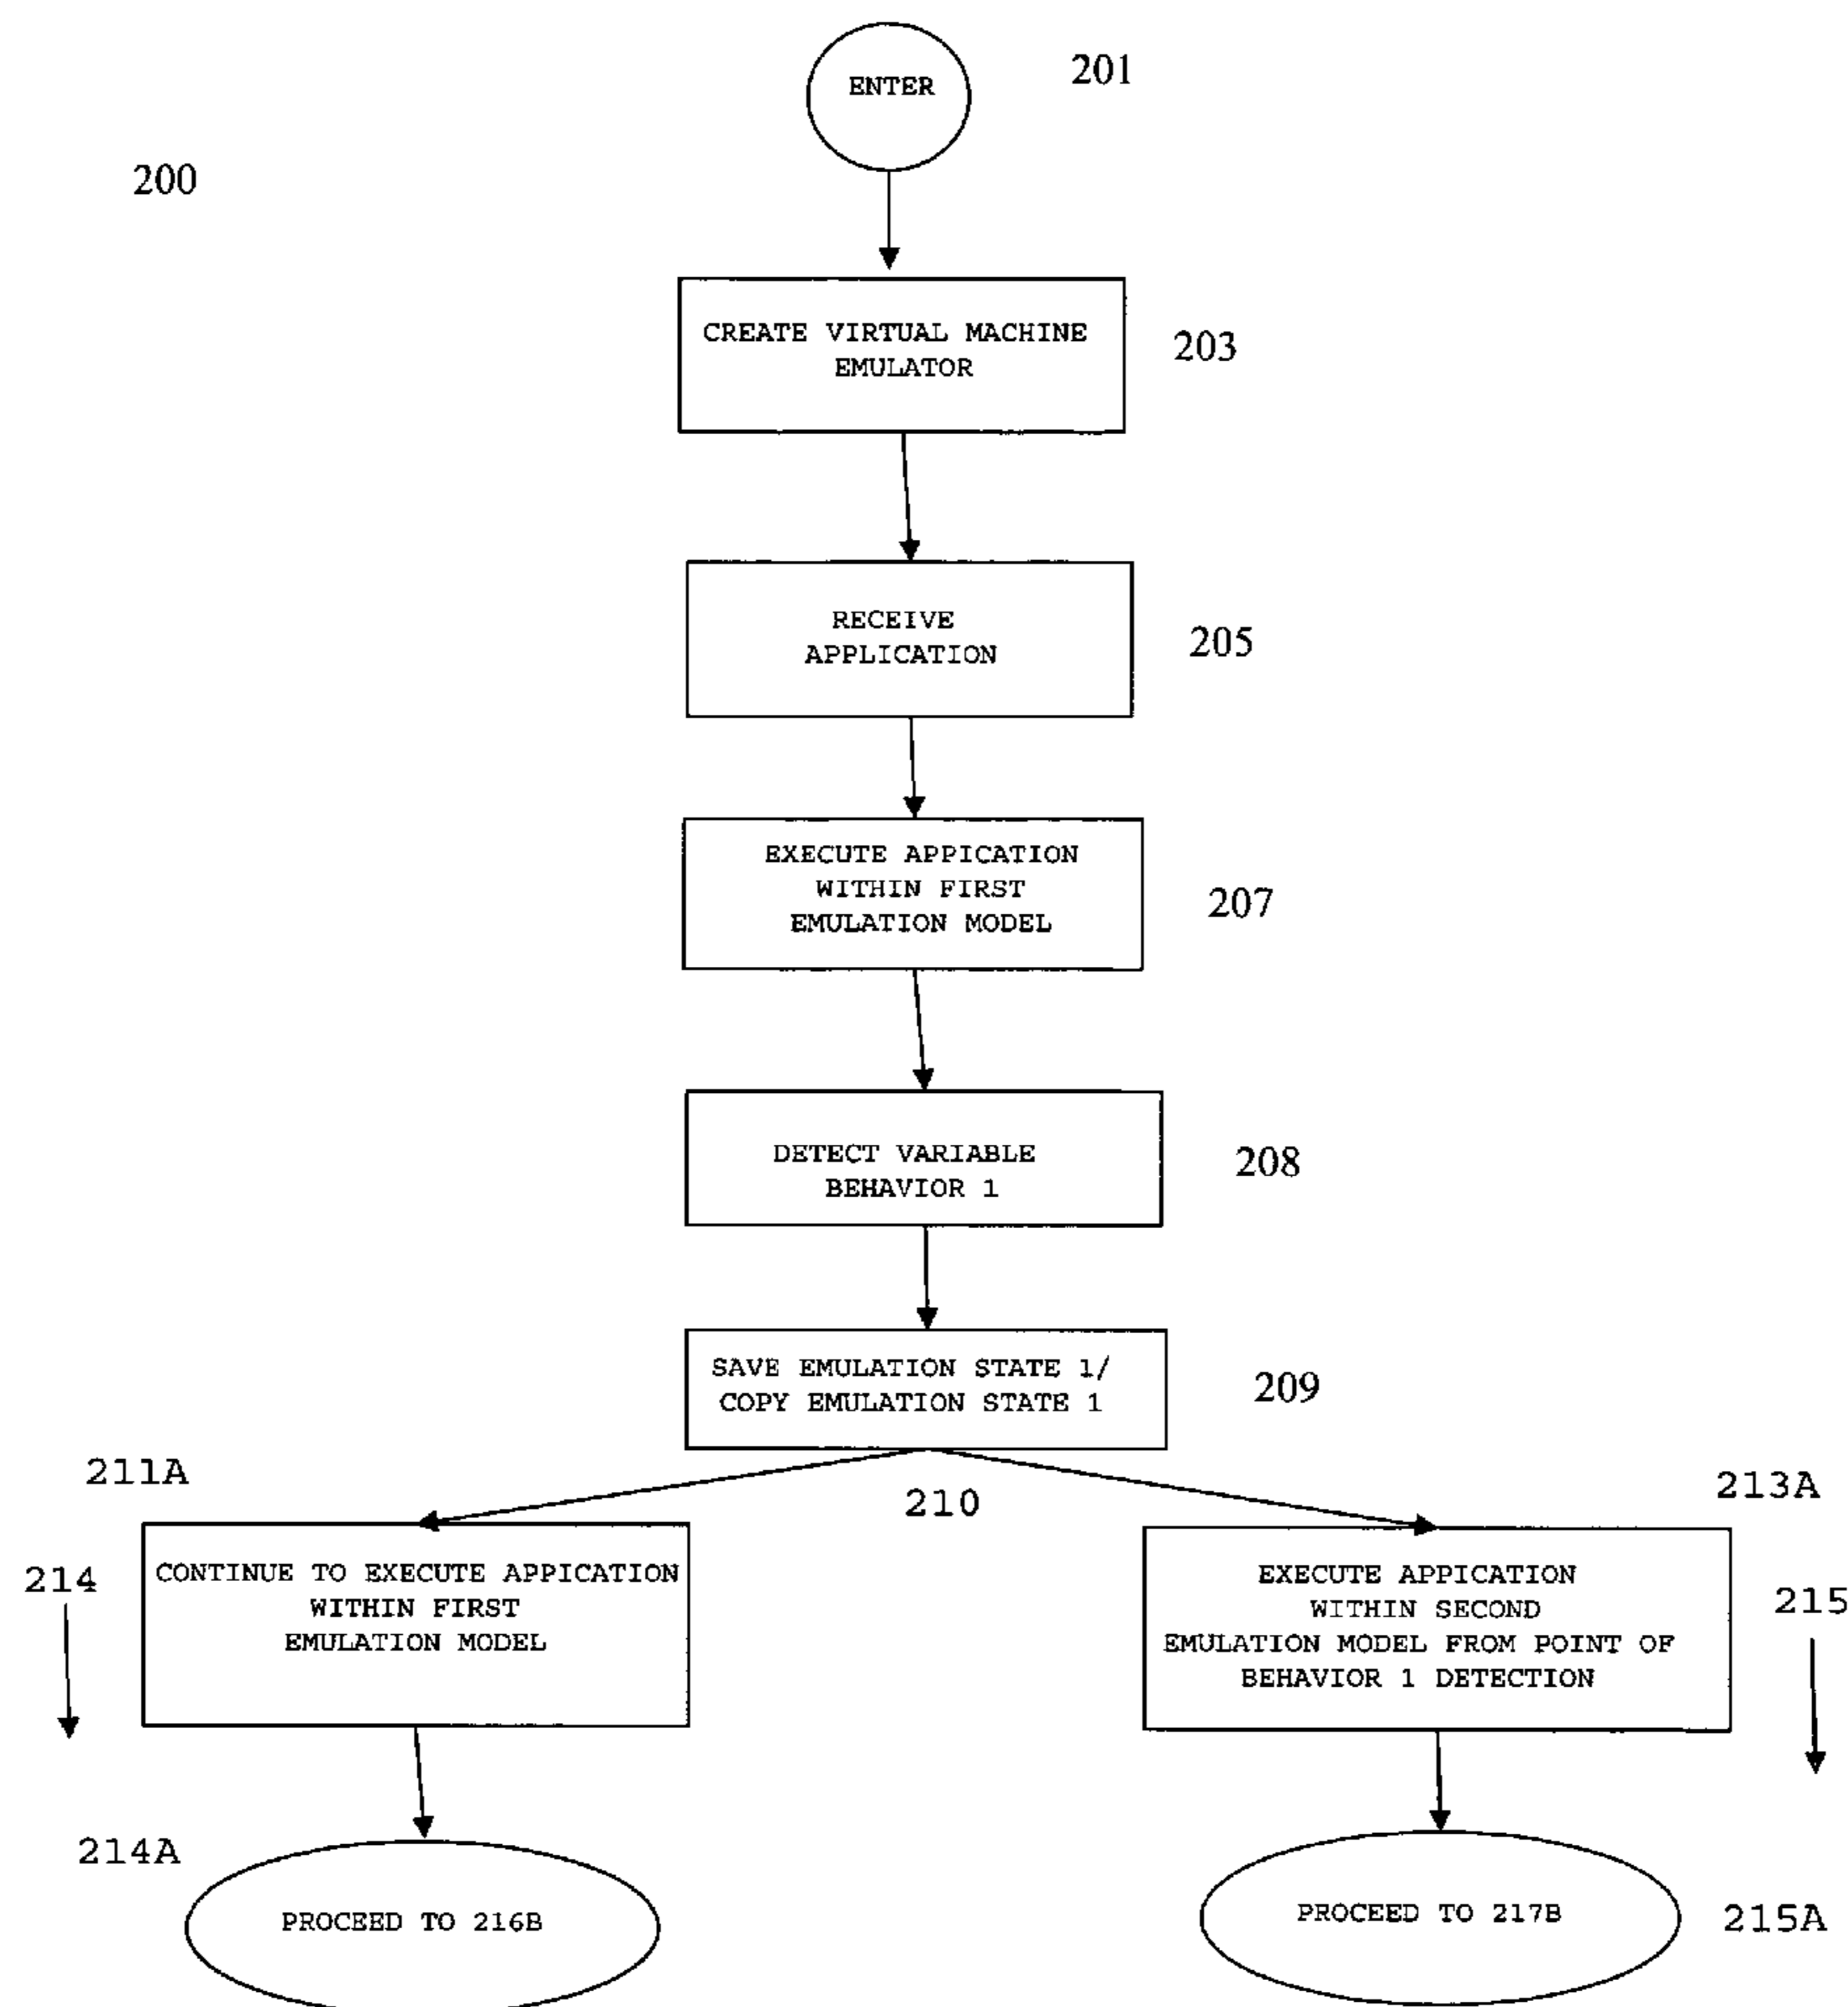 ENTER
201
200
CREATE VIRTUAL MACHINE
EMULATOR
203
RECEIVE
APPLICATION
205
EXECUTE APPICATION
WITHIN FIRST
EMULATION MODEL
207
DETECT VARIABLE
BEHAVIOR 1
208
SAVE EMULATION STATE 1/
COPY EMULATION STATE 1
209
211A
210
213A
214
CONTINUE TO EXECUTE APPICATION
WITHIN FIRST
EMULATION MODEL
EXECUTE APPICATION
WITHIN SECOND
EMULATION MODEL FROM POINT OF
BEHAVIOR 1 DETECTION
215
214A
PROCEED TO 216B
PROCEED TO 217B
215A